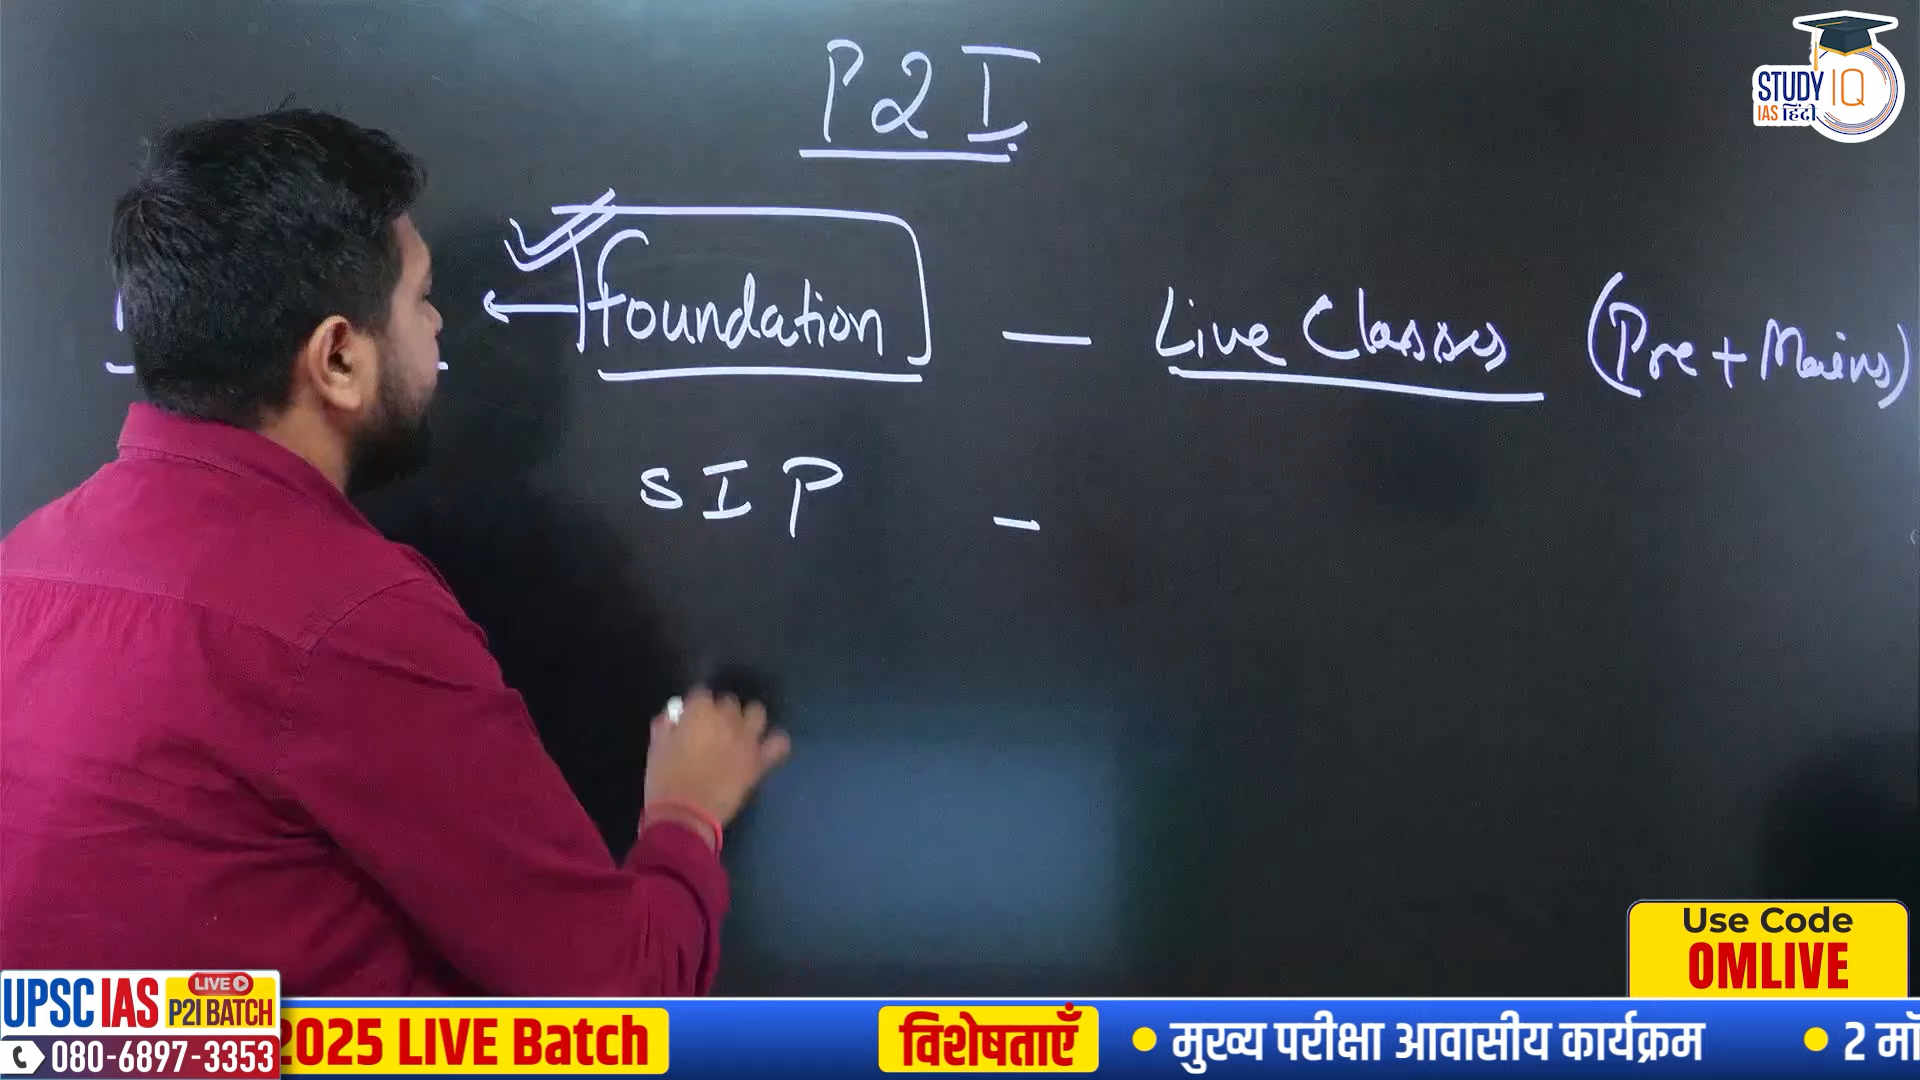 P2I
STUDY IQ
IAS हिंदी
foundation — Live Classes (Pre + Mains)
SIP -
Use Code
OMLIVE
UPSC IAS LIVE P2I BATCH
080-6897-3353
2025 LIVE Batch विशेषताएँ • मुख्य परीक्षा आवासीय कार्यक्रम • 2